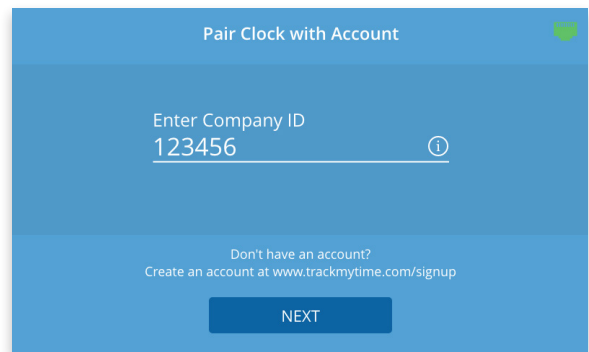 Pair Clock with Account
Enter Company ID
123456
Don't have an account?
Create an account at www.trackmytime.com/signup
NEXT